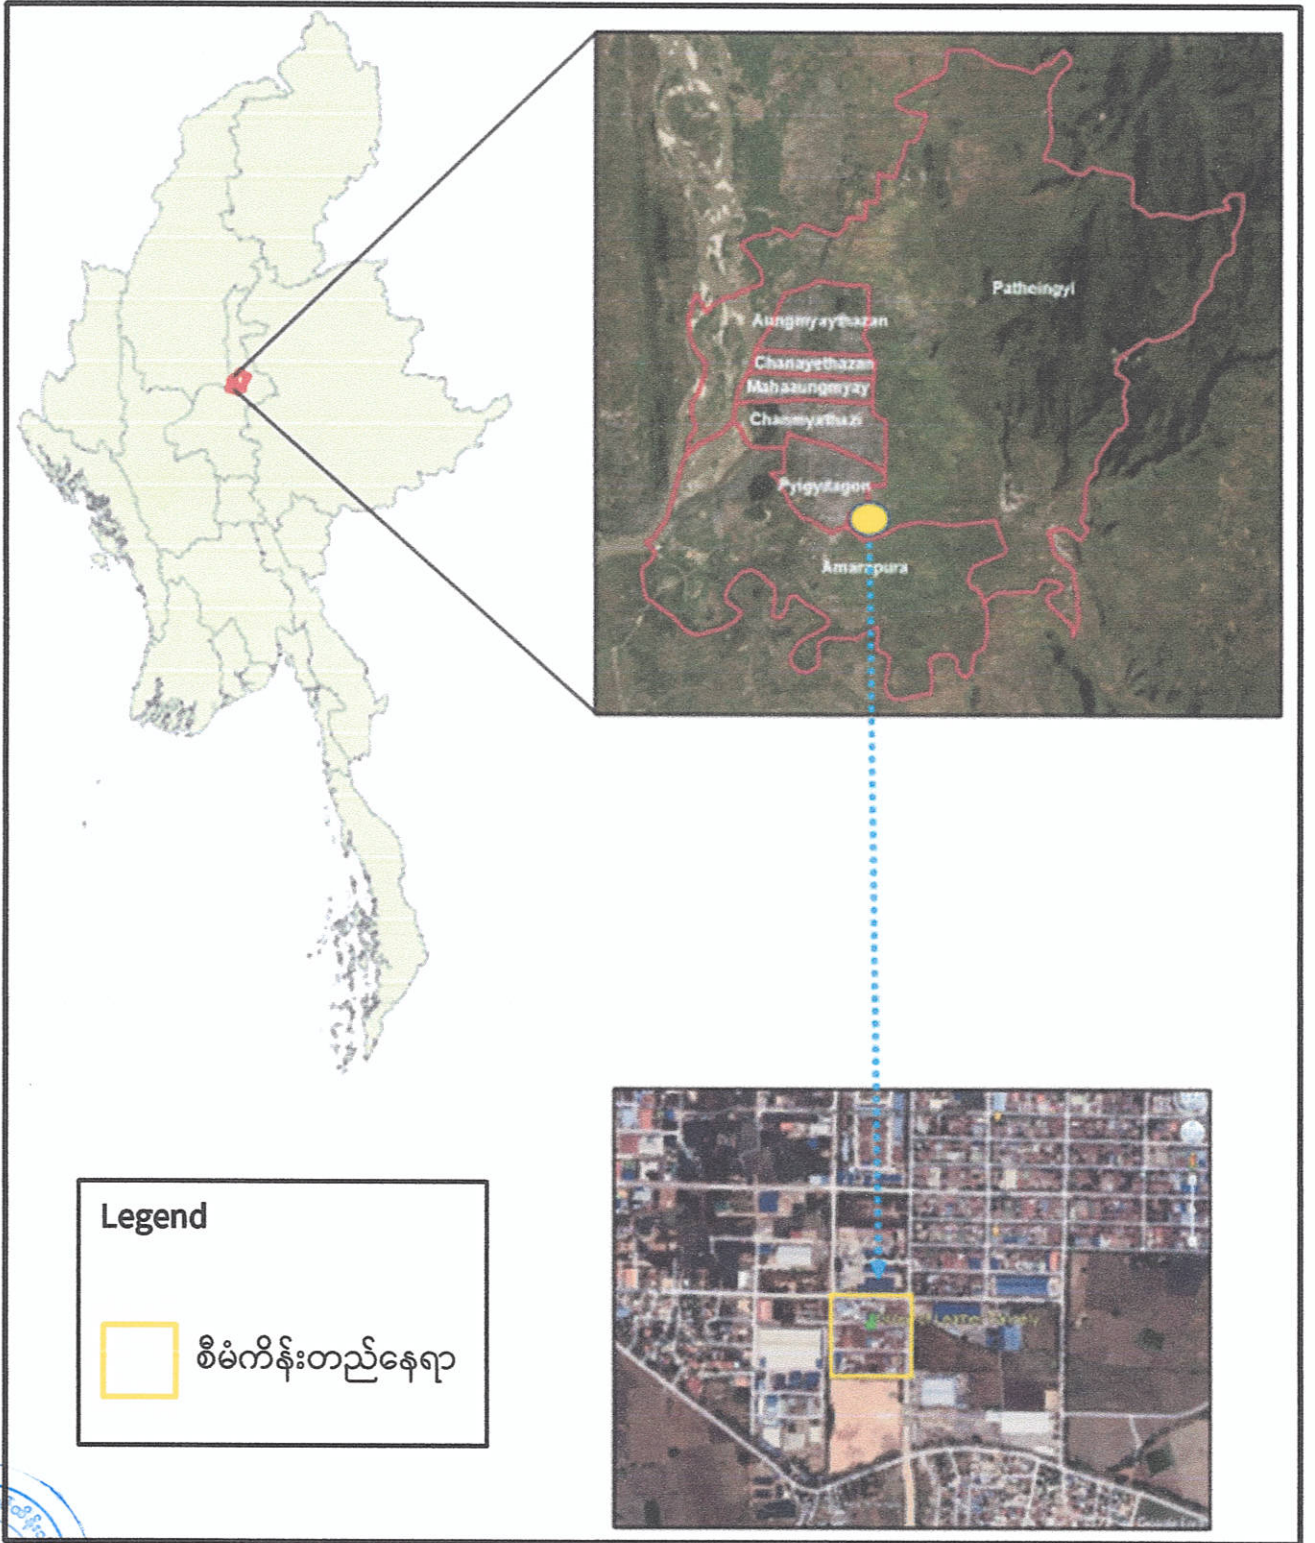 Patheingyi
Aungmyaythazan
Chanayethazan
Mahaaungmyay
Chanmyathazi
Pyigyitagon
Amarapura
Legend
စီမံကိန်းတည်နေရာ